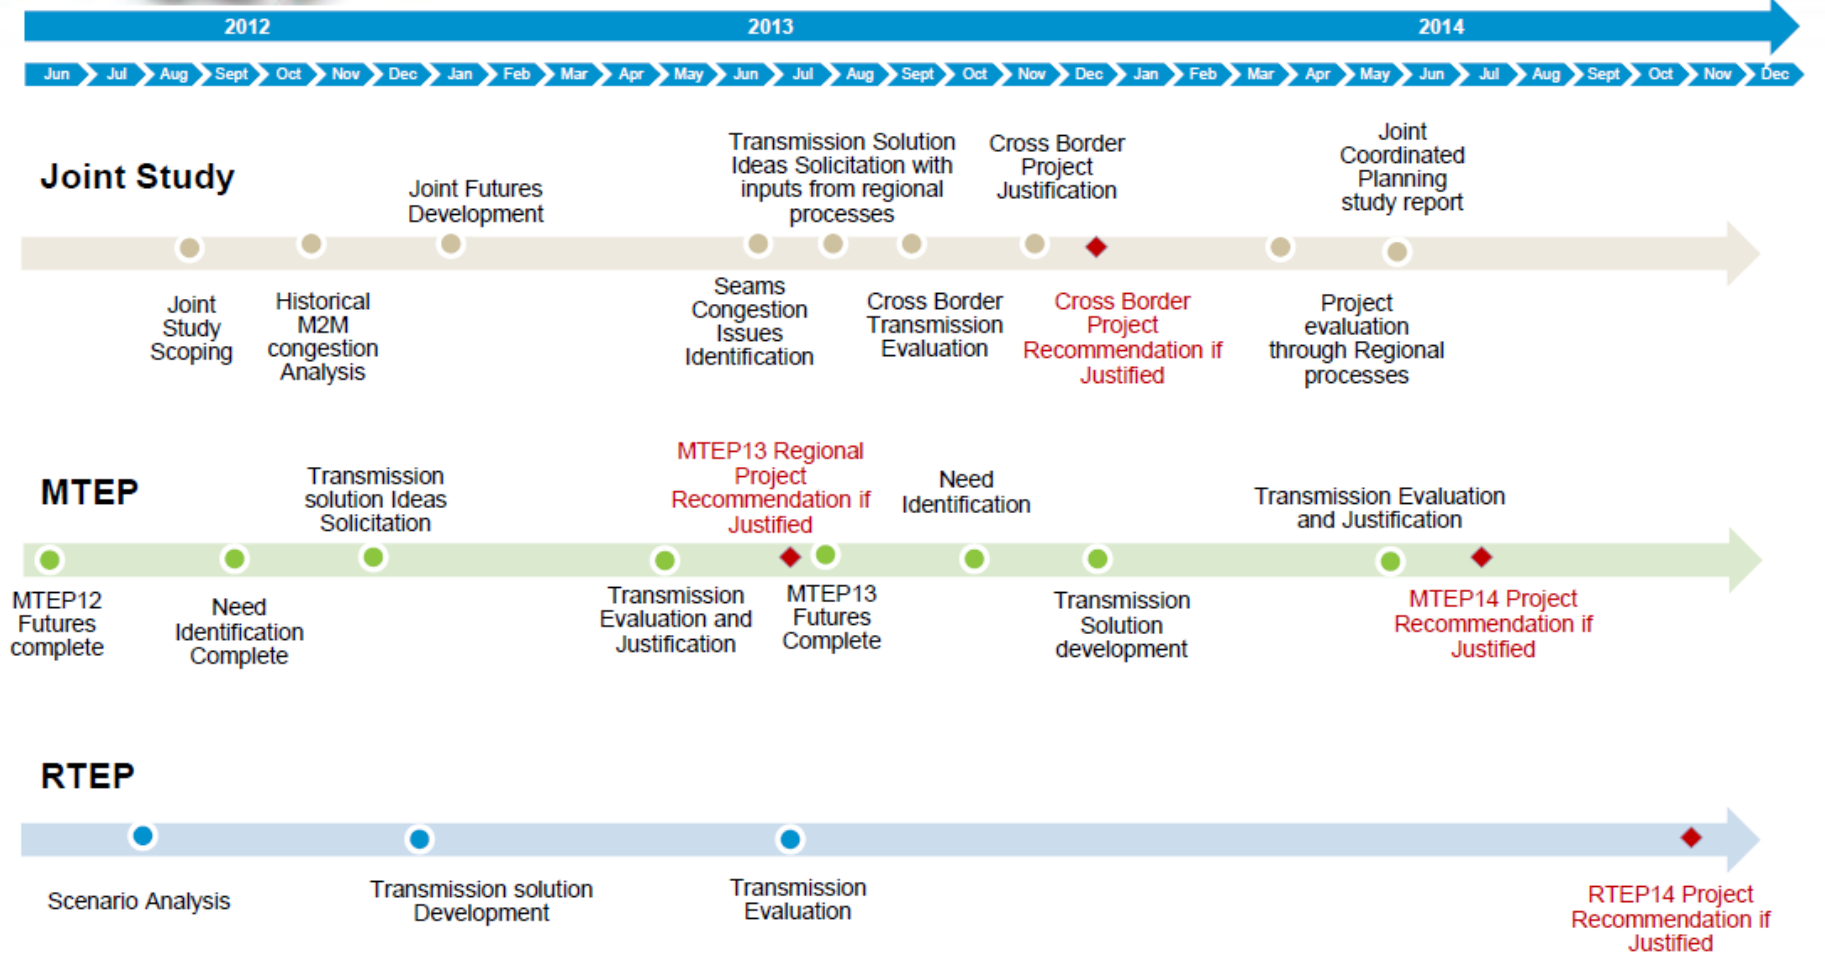 2012 2013 2014
Jun Jul Aug Sept Oct Nov Dec Jan Feb Mar Apr May Jun Jul Aug Sept Oct Nov Dec Jan Feb Mar Apr May Jun Jul Aug Sept Oct Nov Dec
Joint Study
Joint Futures
Development
Transmission Solution
Ideas Solicitation with
inputs from regional
processes
Cross Border
Project
Justification
Joint
Coordinated
Planning
study report
Joint
Study
Scoping
Historical
M2M
congestion
Analysis
Seams
Congestion
Issues
Identification
Cross Border
Transmission
Evaluation
Cross Border
Project
Recommendation if
Justified
Project
evaluation
through Regional
processes
MTEP
Transmission
solution Ideas
Solicitation
MTEP13 Regional
Project
Recommendation if
Justified
Need
Identification
Transmission Evaluation
and Justification
MTEP12
Futures
complete
Need
Identification
Complete
Transmission
Evaluation and
Justification
MTEP13
Futures
Complete
Transmission
Solution
development
MTEP14 Project
Recommendation if
Justified
RTEP
Scenario Analysis
Transmission solution
Development
Transmission
Evaluation
RTEP14 Project
Recommendation if
Justified